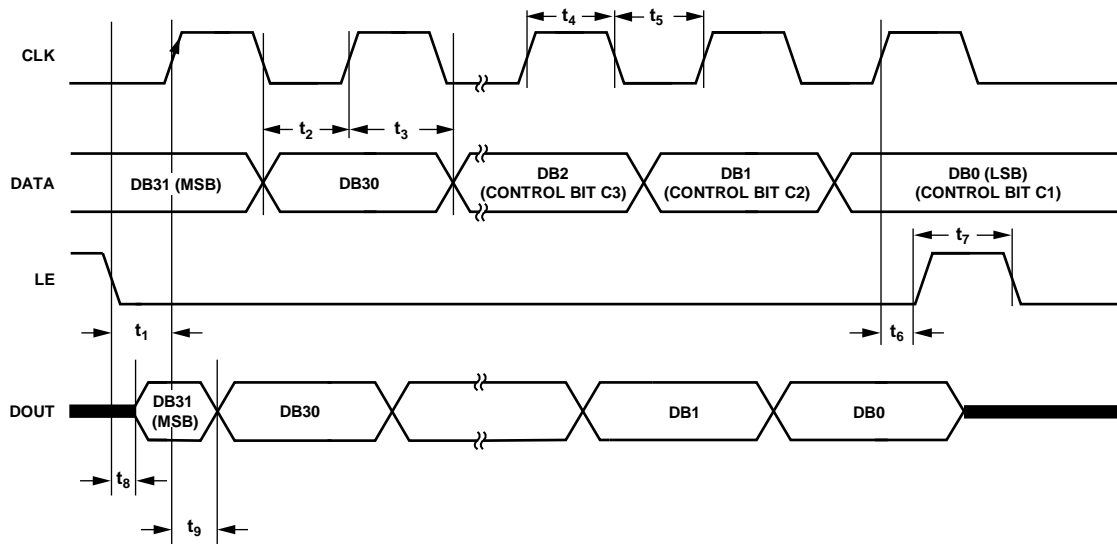 t4 t5
CLK
t2 t3
DATA
DB31 (MSB)
DB30
DB2
(CONTROL BIT C3)
DB1
(CONTROL BIT C2)
DB0 (LSB)
(CONTROL BIT C1)
t7
LE
t1
t6
DOUT
DB31
(MSB)
DB30
DB1
DB0
t8
t9